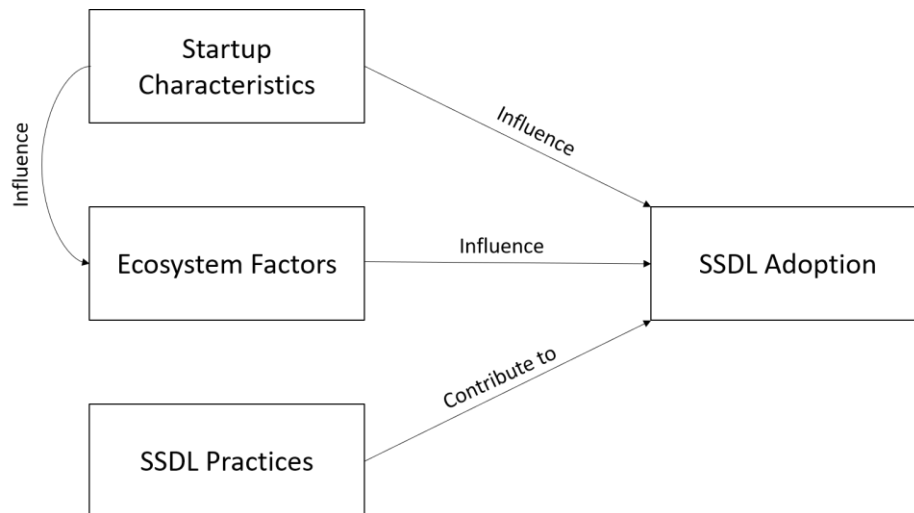 Startup
Characteristics
Influence
Influence
Ecosystem Factors
Influence
SSDL Adoption
Contribute to
SSDL Practices